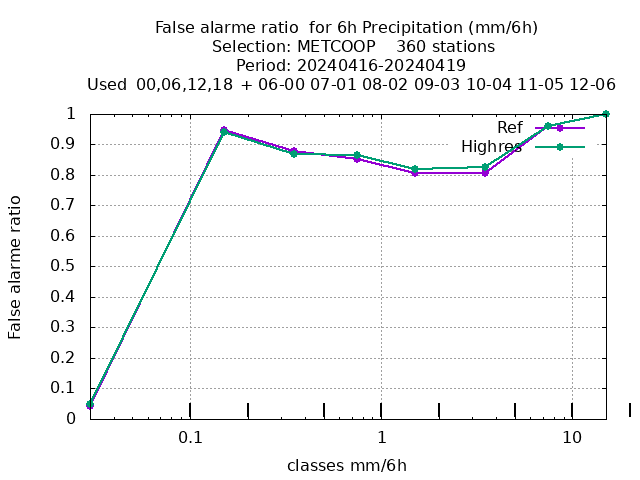 False alarme ratio  for 6h Precipitation (mm/6h)
Selection: METCOOP    360 stations
Period: 20240416-20240419
Used  00,06,12,18  + 06-00 07-01 08-02 09-03 10-04 11-05 12-06
Ref
Highres
False alarme ratio
1
0.9
0.8
0.7
0.6
0.5
0.4
0.3
0.2
0.1
0
0.1
1
10
classes mm/6h